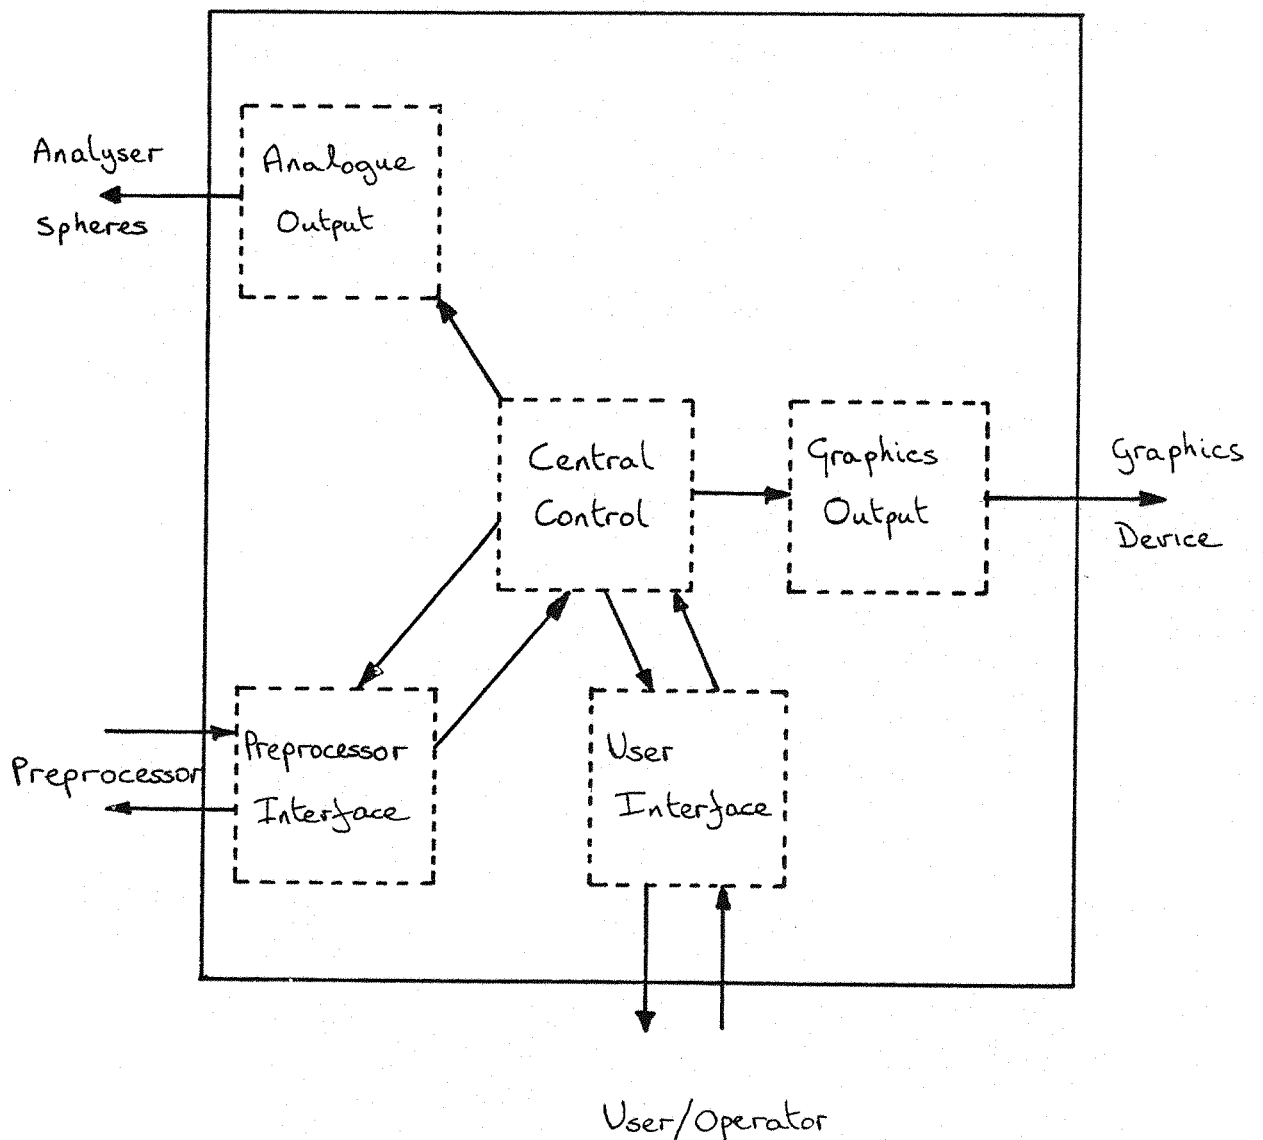 Analyser
Spheres
Analogue
Output
Central
Control
Graphics
Output
Graphics
Device
Preprocessor
Preprocessor
Interface
User
Interface
User/Operator